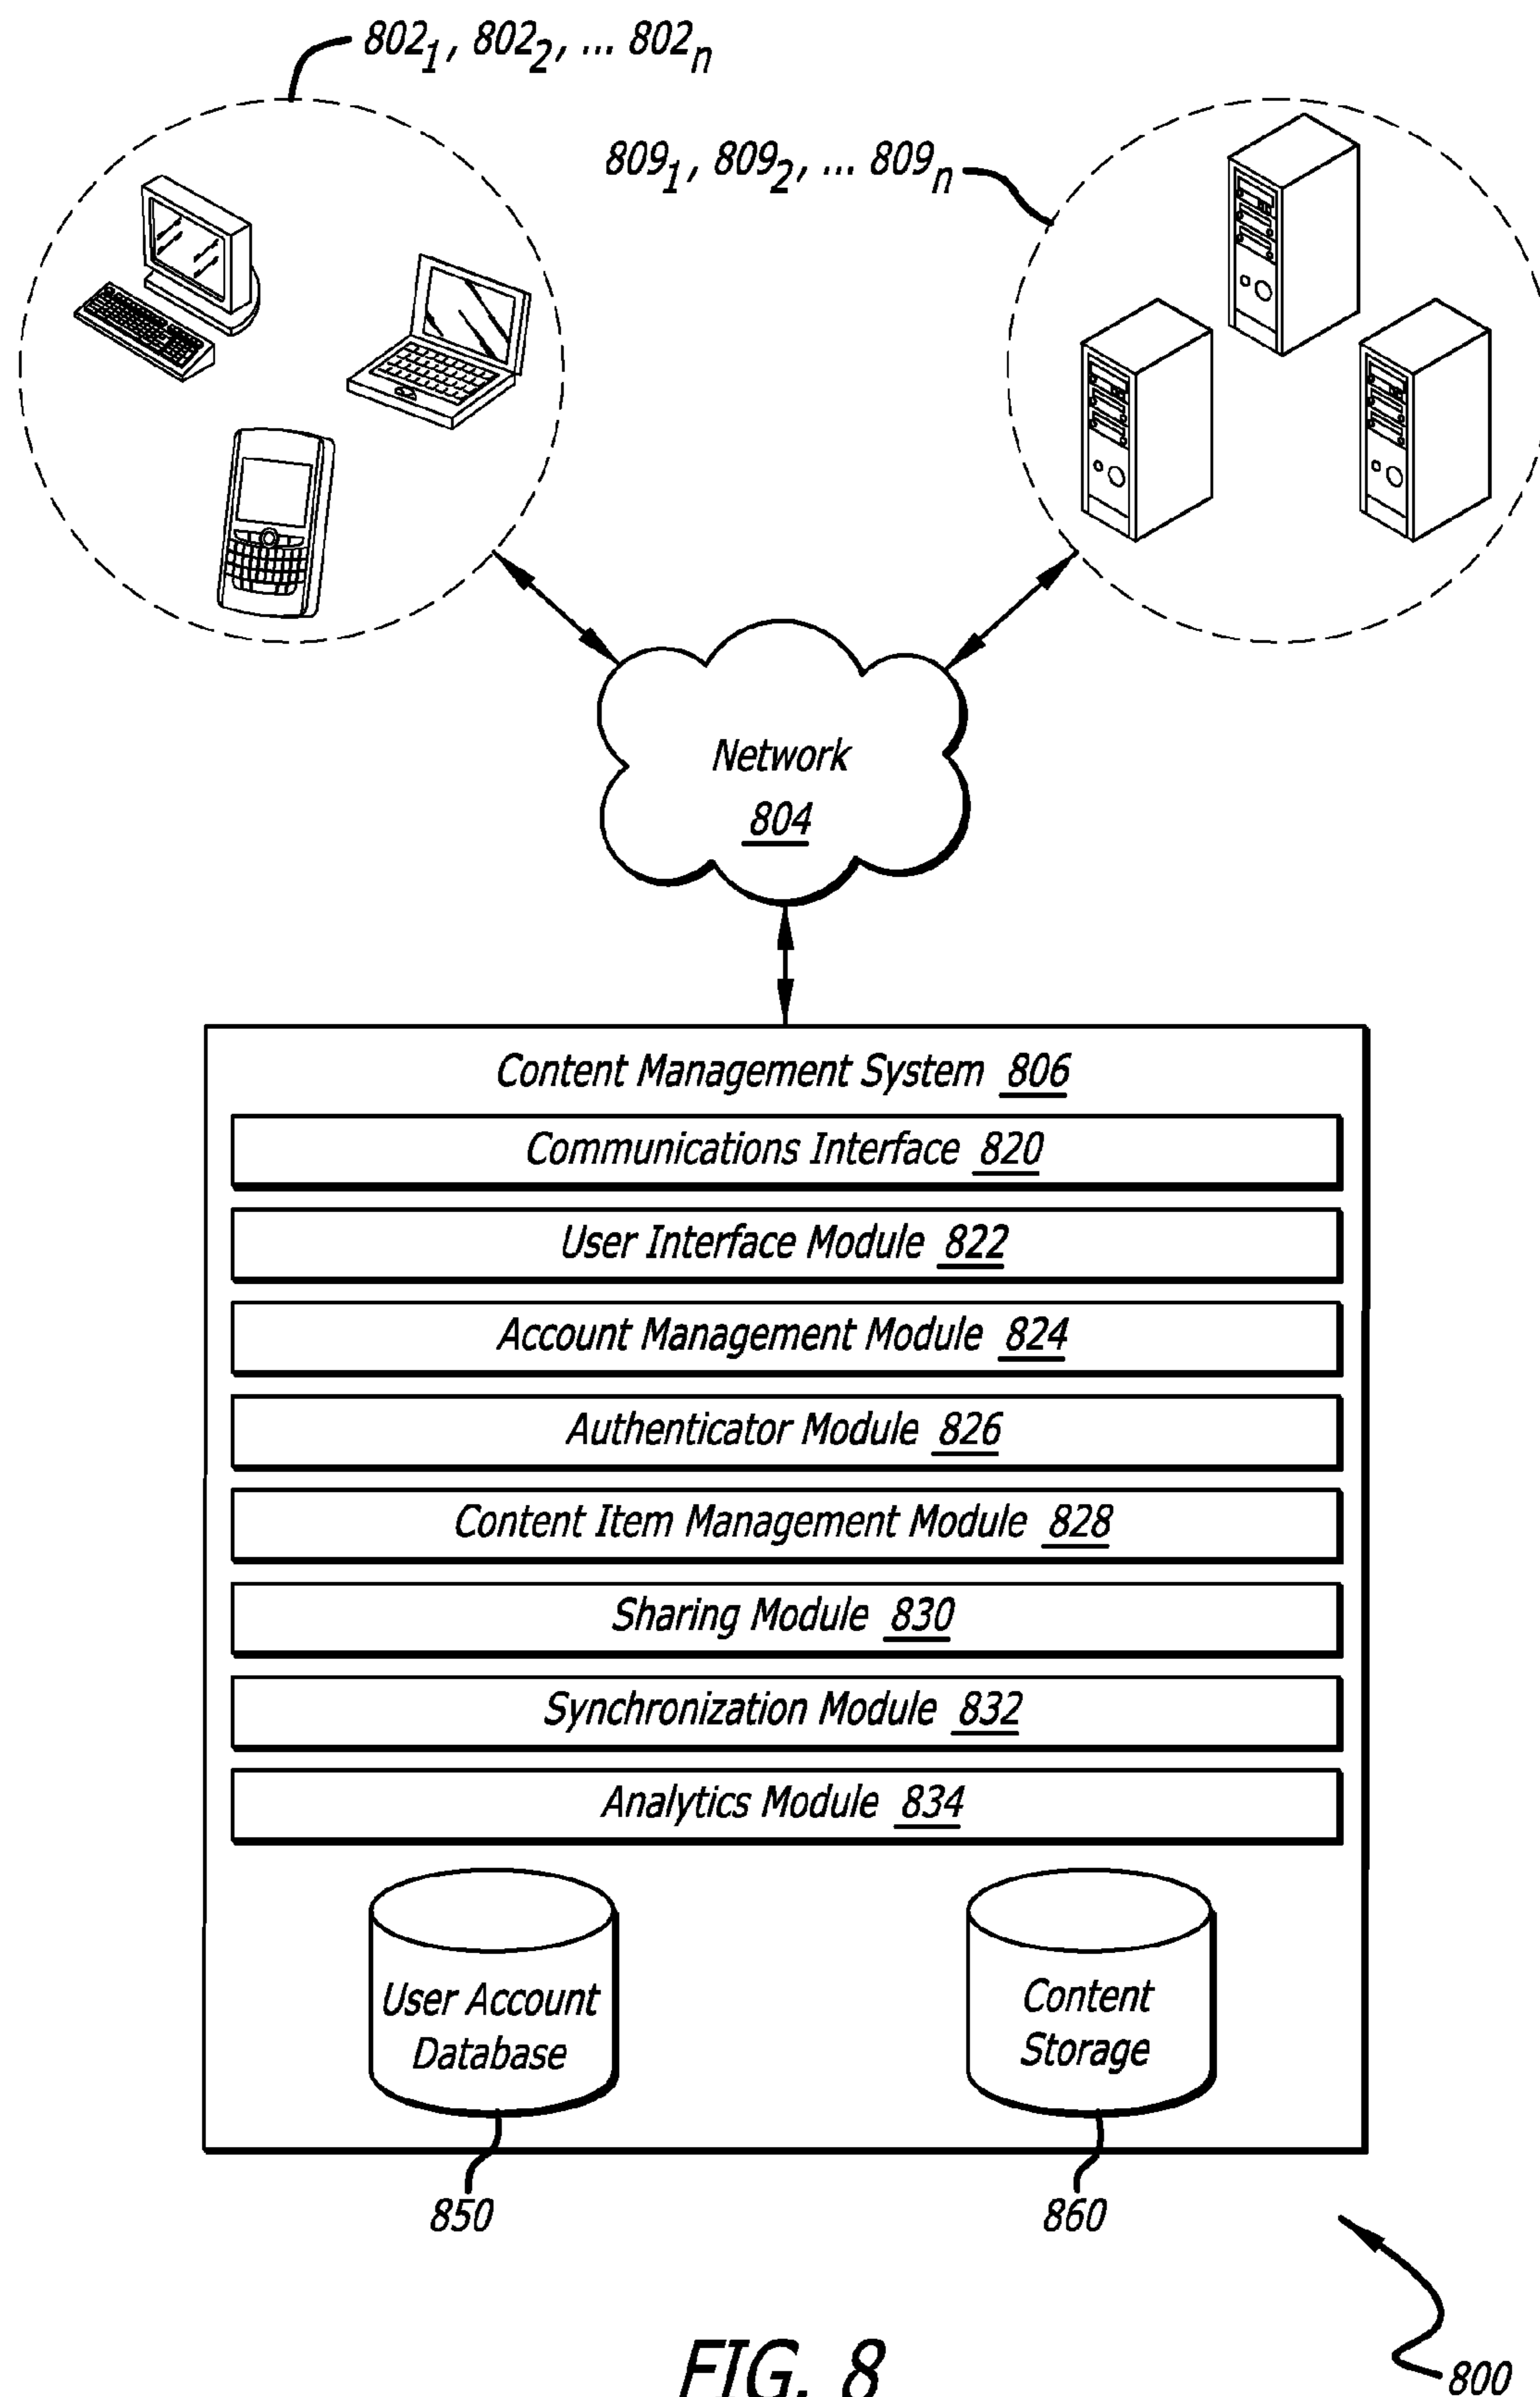 802₁, 802₂, ... 802ₙ
809₁, 809₂, ... 809ₙ
Network
804
Content Management System 806
Communications Interface 820
User Interface Module 822
Account Management Module 824
Authenticator Module 826
Content Item Management Module 828
Sharing Module 830
Synchronization Module 832
Analytics Module 834
User Account
Database
Content
Storage
850
860
800
FIG. 8